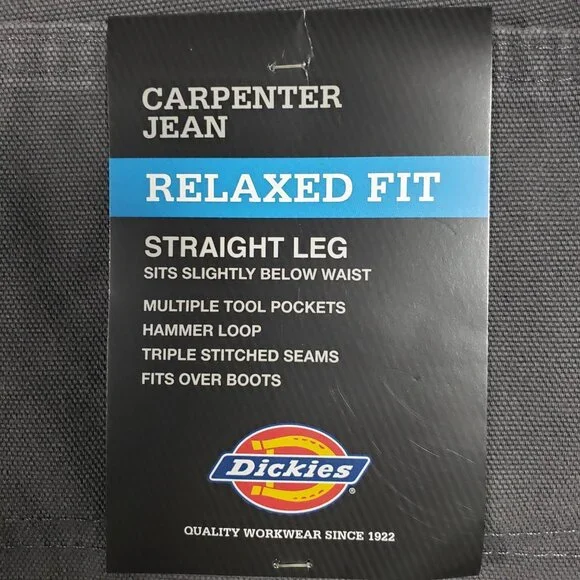 CARPENTER
JEAN
RELAXED FIT
STRAIGHT LEG
SITS SLIGHTLY BELOW WAIST
MULTIPLE TOOL POCKETS
HAMMER LOOP
TRIPLE STITCHED SEAMS
FITS OVER BOOTS
Dickies®
QUALITY WORKWEAR SINCE 1922